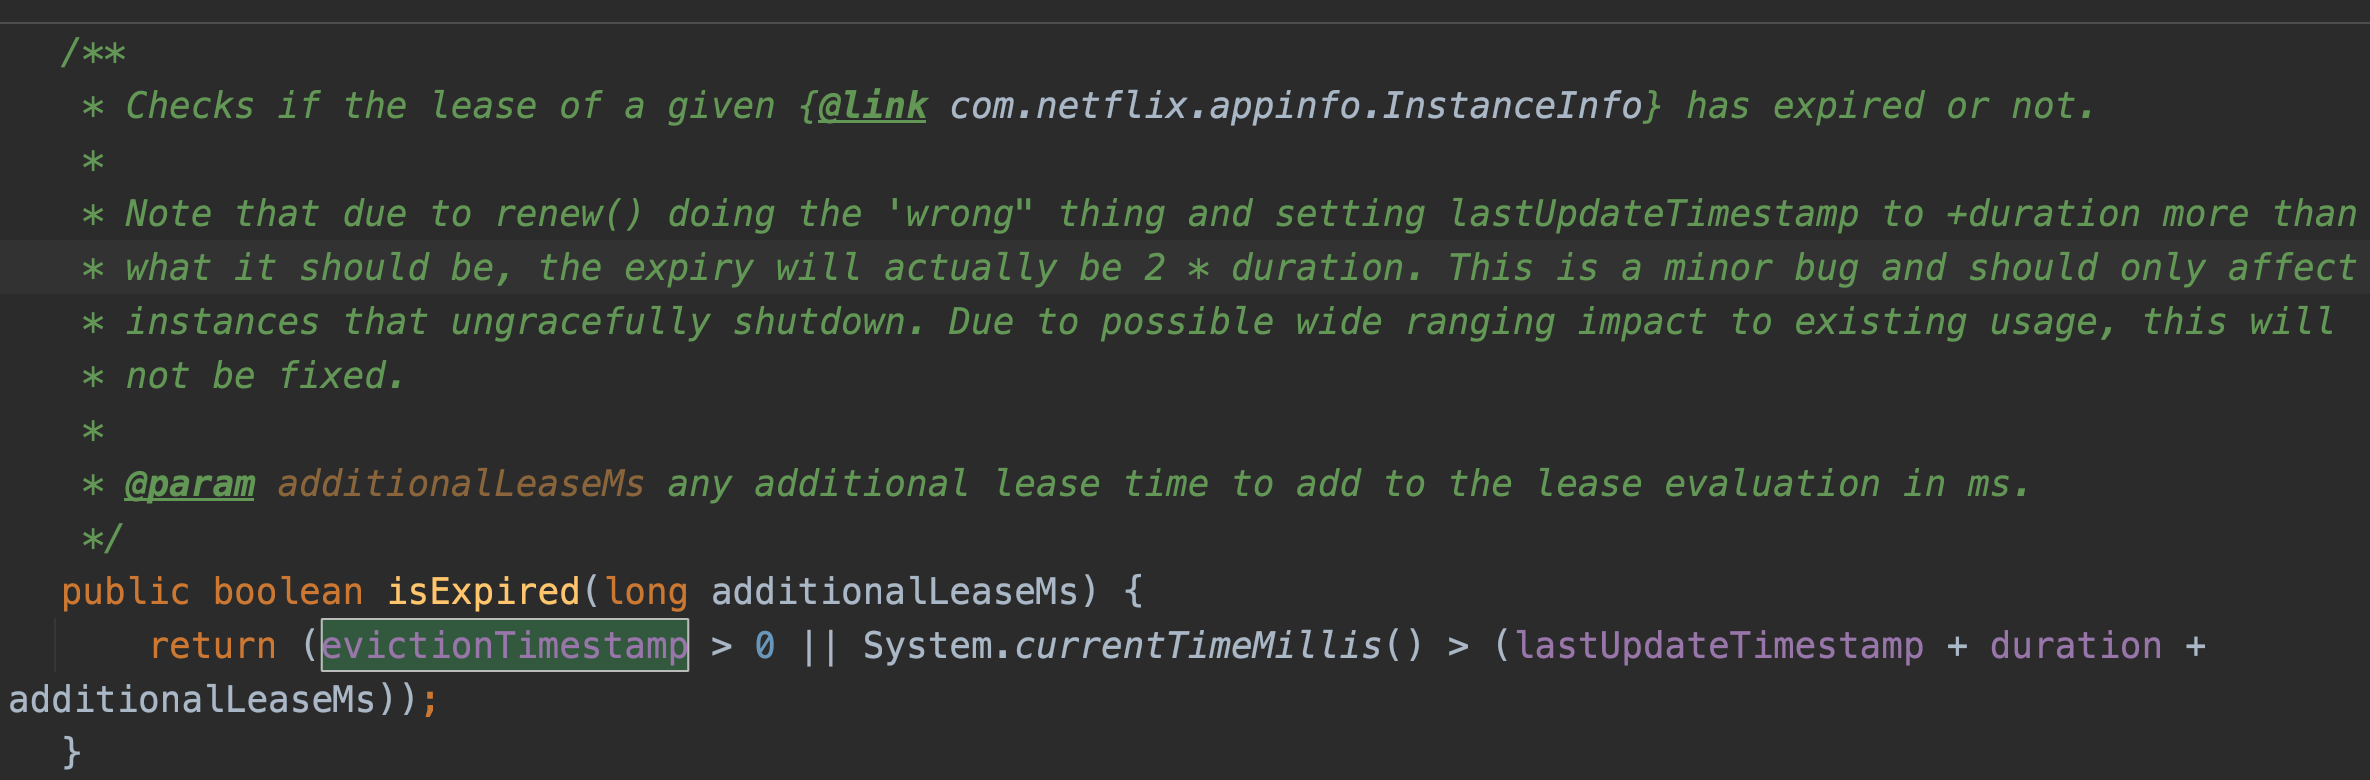 /**
* Checks if the lease of a given {@link com.netflix.appinfo.InstanceInfo} has expired or not.
*
* Note that due to renew() doing the 'wrong" thing and setting lastUpdateTimestamp to +duration more than
* what it should be, the expiry will actually be 2 * duration. This is a minor bug and should only affect
* instances that ungracefully shutdown. Due to possible wide ranging impact to existing usage, this will
* not be fixed.
*
* @param additionalLeaseMs any additional lease time to add to the lease evaluation in ms.
*/
public boolean isExpired(long additionalLeaseMs) {
return (evictionTimestamp > 0 || System.currentTimeMillis() > (lastUpdateTimestamp + duration +
additionalLeaseMs));
}